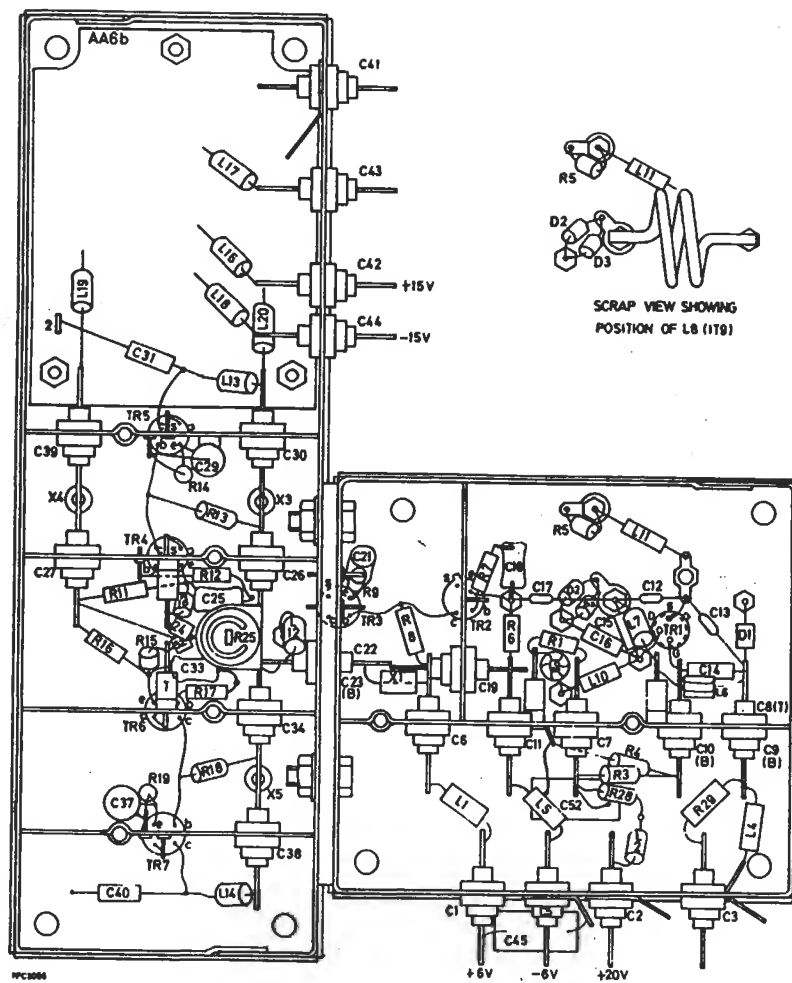 AA6b
C41
L17
C43
R5
L11
D2
D3
L16
C42
+15V
L18
L20
C44
-15V
L19
SCRAP VIEW SHOWING
POSITION OF L8 (IT9)
2
C31
L13
TR5
C39
C29
C30
R14
X4
X3
R13
R5
L11
TR4
C27
R12
C26
R11
C25
C21
R9
TR3
R7
C18
C17
C12
C13
TR2
TR1
D1
R15
R25
R16
C33
R17
C22
C23
(B)
R8
R6
R1
C16
L7
C15
L10
C14
L6
C19
X1
TR6
C34
C6
C11
C7
C10
(B)
C8(T)
C9
(B)
R18
R19
X5
C37
TR7
C38
R4
R3
R28
C52
L1
L5
L2
R29
L4
C40
L14
C1
C45
C2
C3
+6V
-6V
+20V